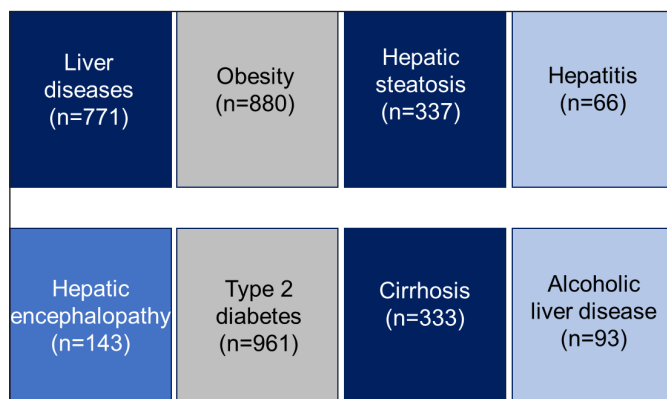 Liver
diseases
(n=771)
Obesity
(n=880)
Hepatic
steatosis
(n=337)
Hepatitis
(n=66)
Hepatic
encephalopathy
(n=143)
Type 2
diabetes
(n=961)
Cirrhosis
(n=333)
Alcoholic
liver disease
(n=93)